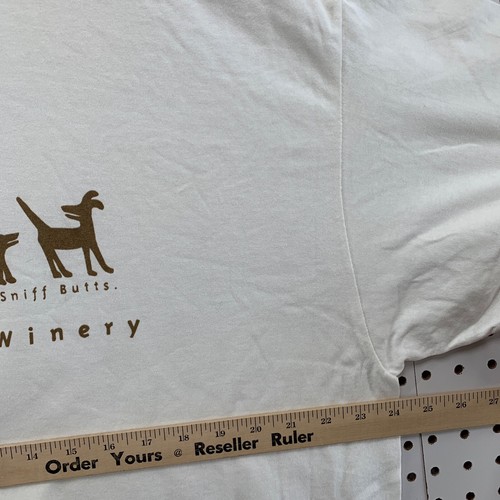 Sniff Butts.
Winery
14 15 16 17 18 19 20 21 22 23 24 25 26 27
Order Yours @ Reseller Ruler